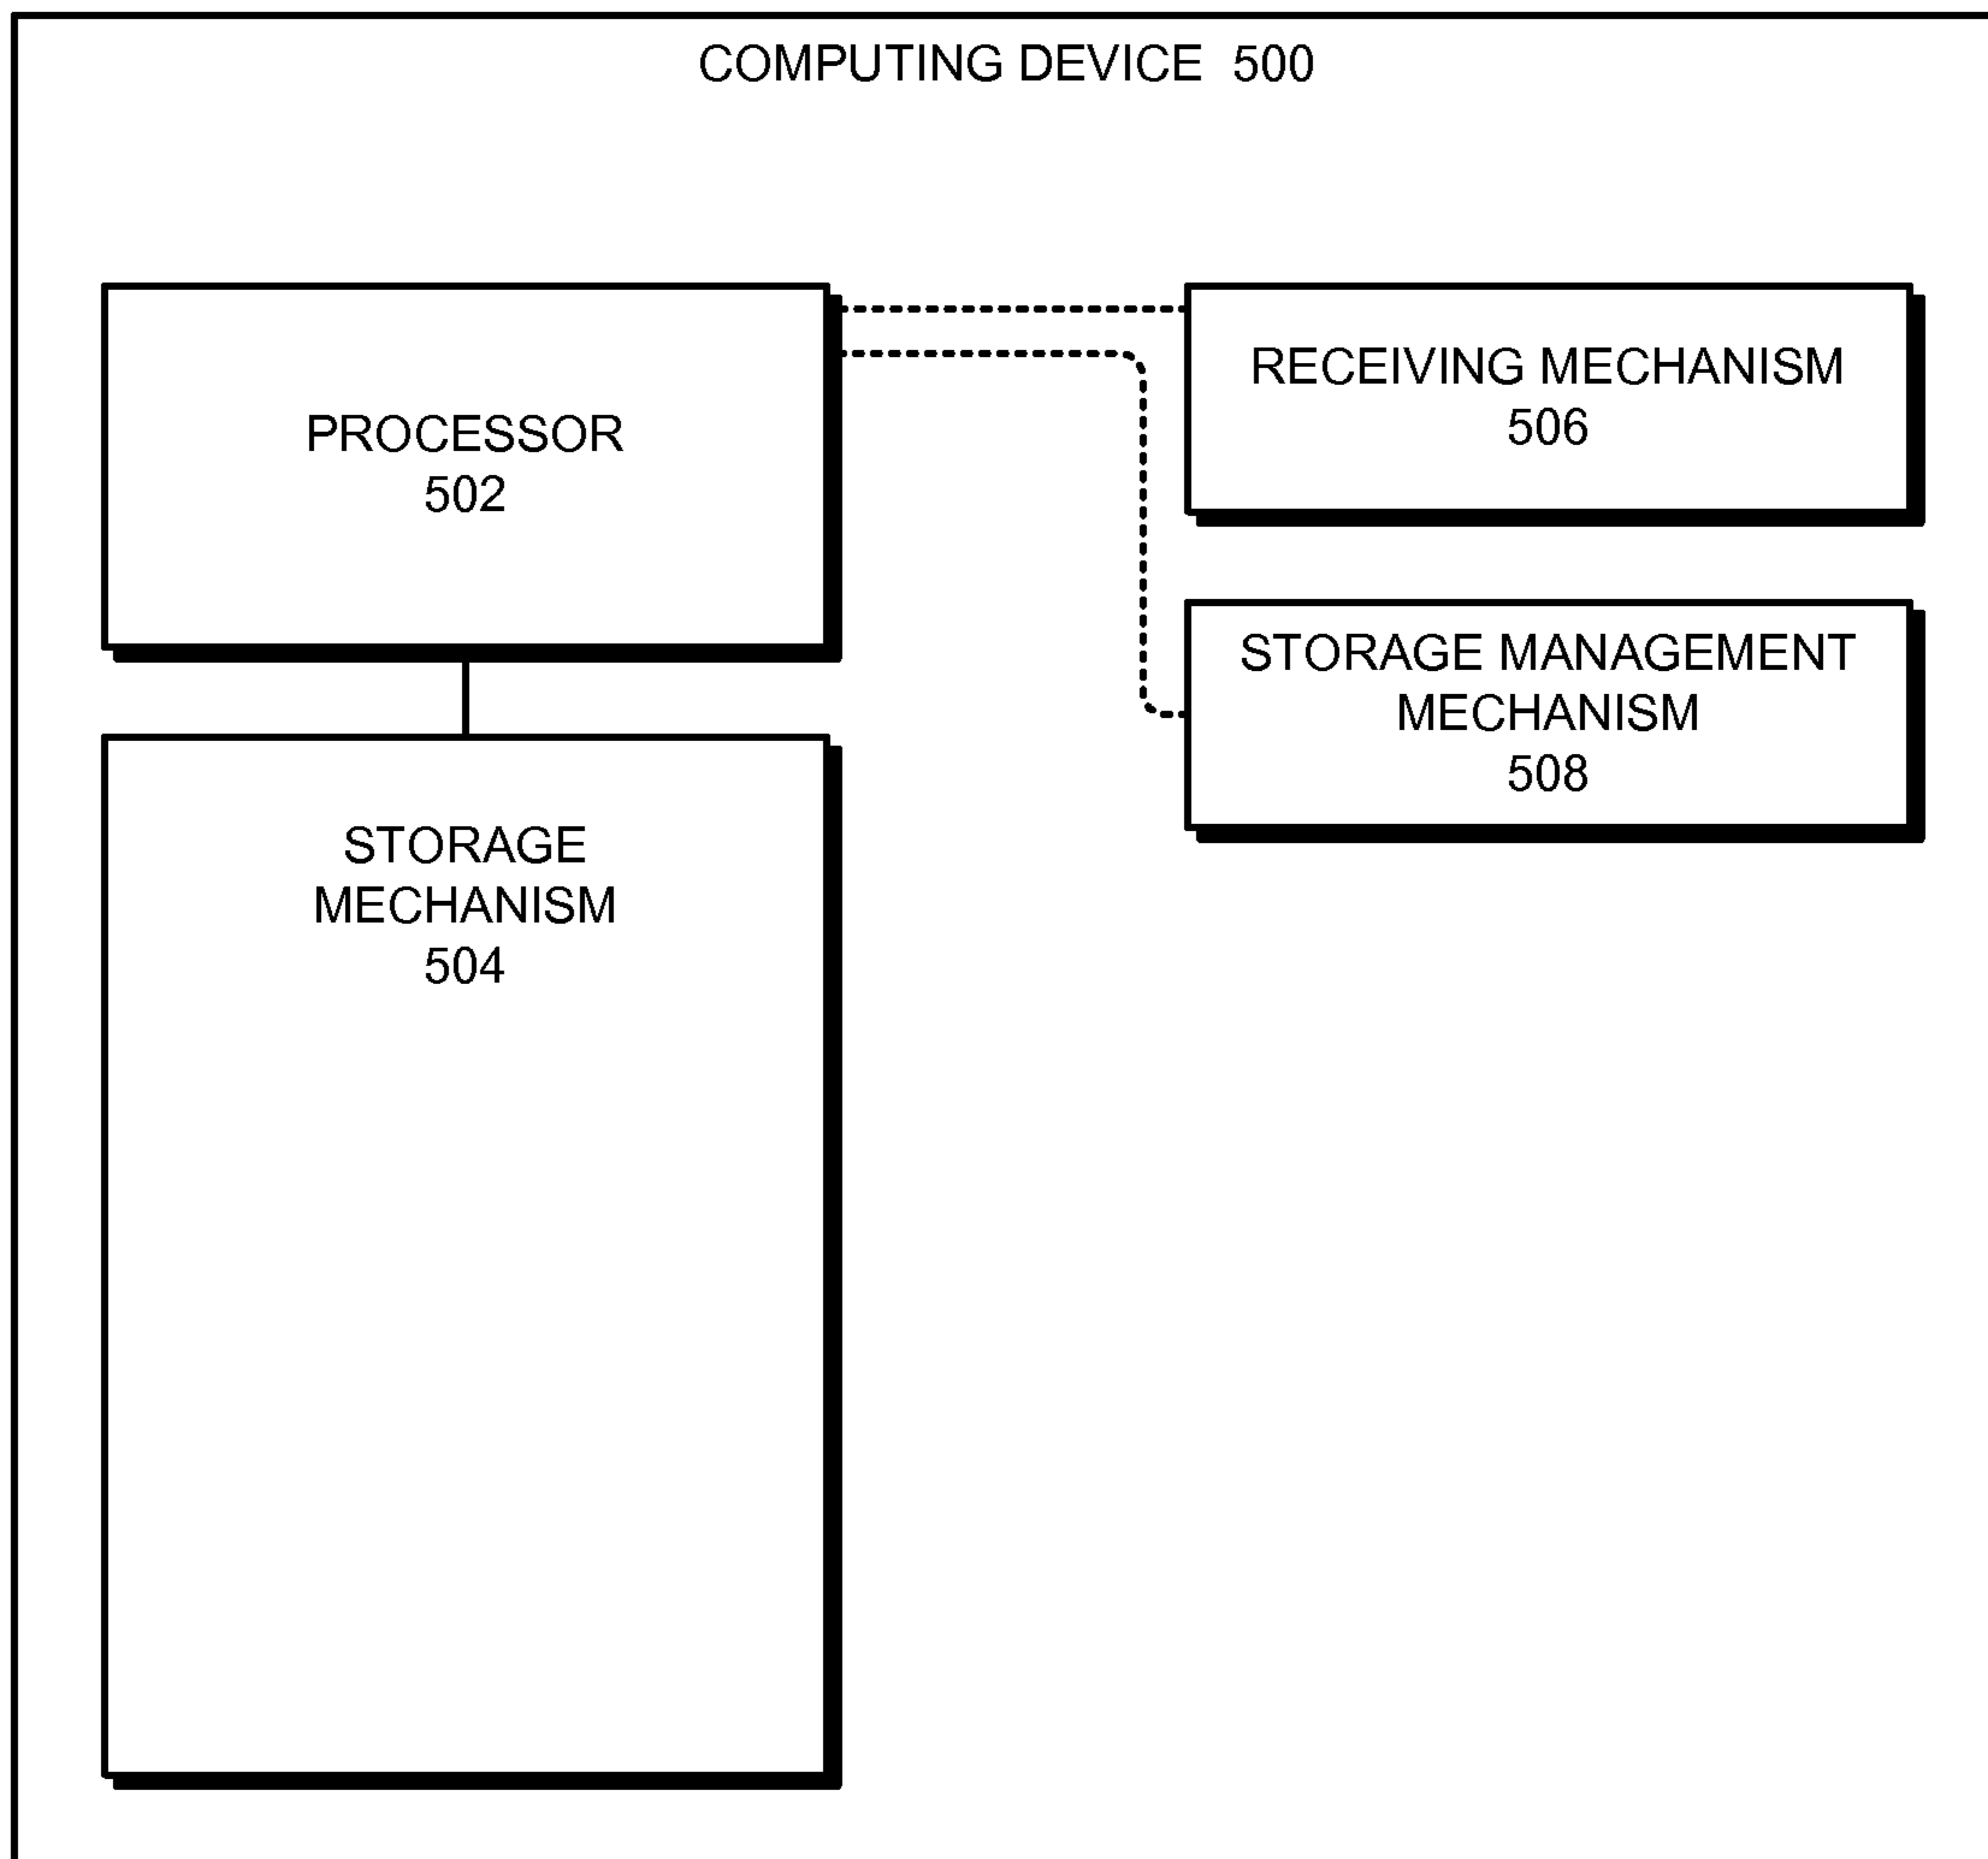 COMPUTING DEVICE 500
PROCESSOR
502
RECEIVING MECHANISM
506
STORAGE MANAGEMENT
MECHANISM
508
STORAGE
MECHANISM
504